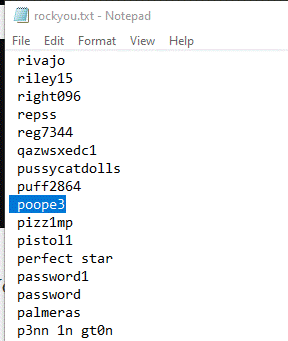 rockyou.txt - Notepad
File Edit Format View Help
rivajo
riley15
right096
repss
reg7344
qazwsxedc1
pussycatdolls
puff2864
poope3
pizz1mp
pistol1
perfect star
password1
password
palmeras
p3nn 1n gt0n